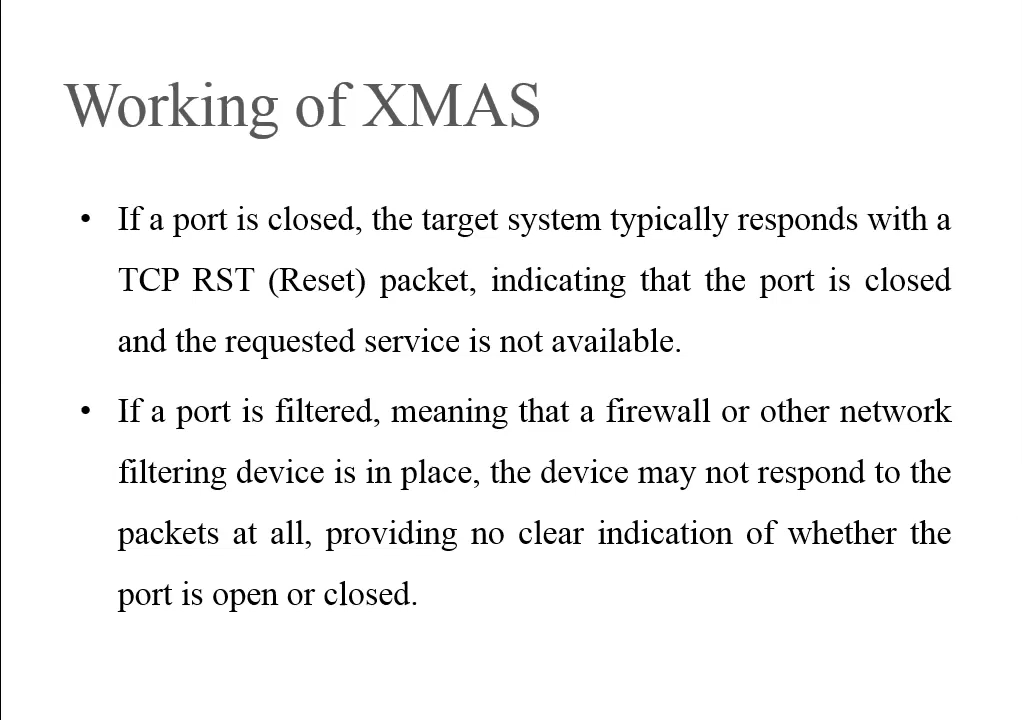 Working of XMAS
• If a port is closed, the target system typically responds with a
TCP RST (Reset) packet, indicating that the port is closed
and the requested service is not available.
• If a port is filtered, meaning that a firewall or other network
filtering device is in place, the device may not respond to the
packets at all, providing no clear indication of whether the
port is open or closed.